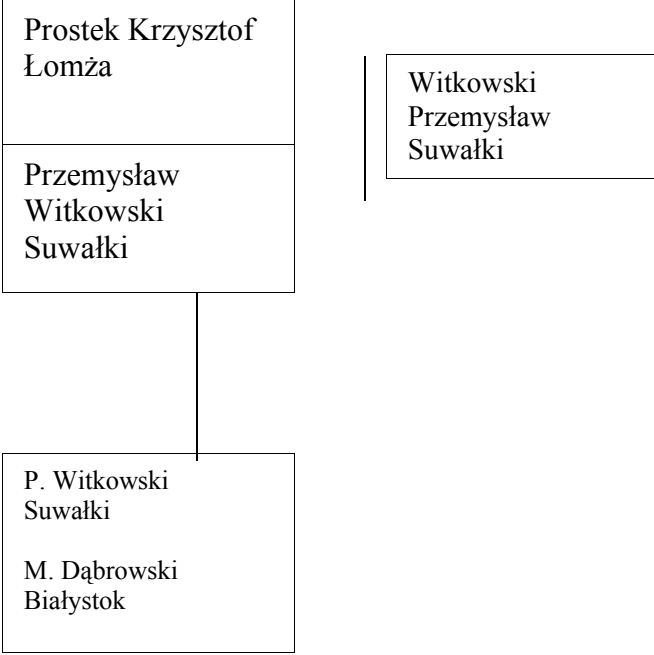 Prostek Krzysztof
Łomża
Przemysław
Witkowski
Suwałki
Witkowski
Przemysław
Suwałki
P. Witkowski
Suwałki
M. Dąbrowski
Białystok